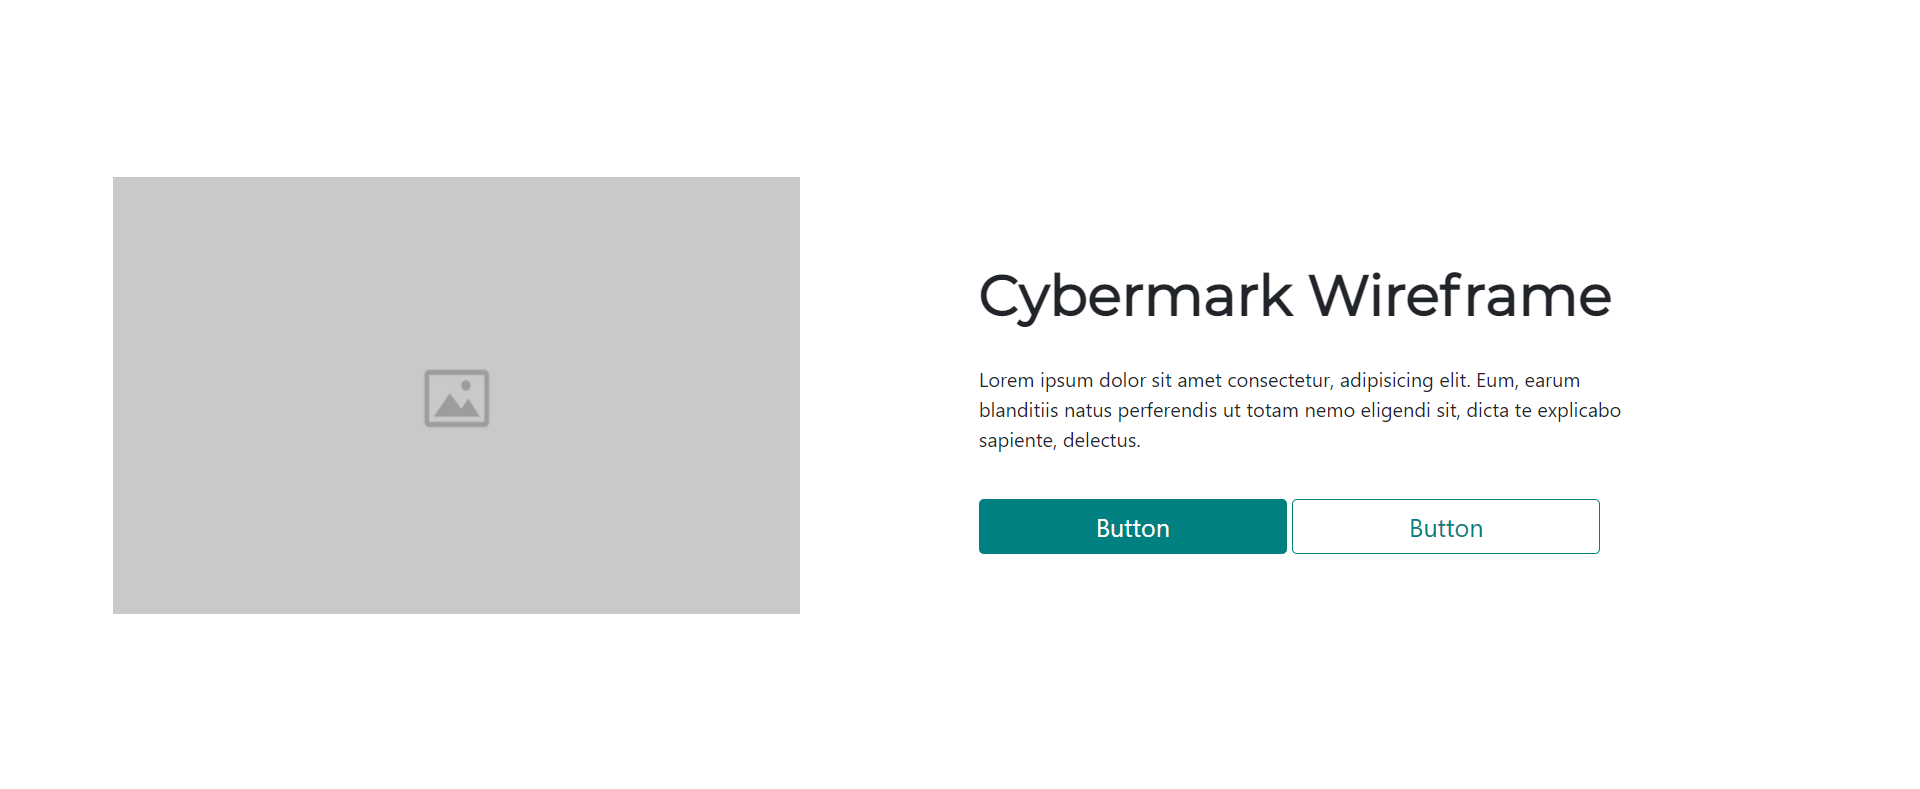 Cybermark Wireframe
Lorem ipsum dolor sit amet consectetur, adipisicing elit. Eum, earum
blanditiis natus perferendis ut totam nemo eligendi sit, dicta te explicabo
sapiente, delectus.
Button Button